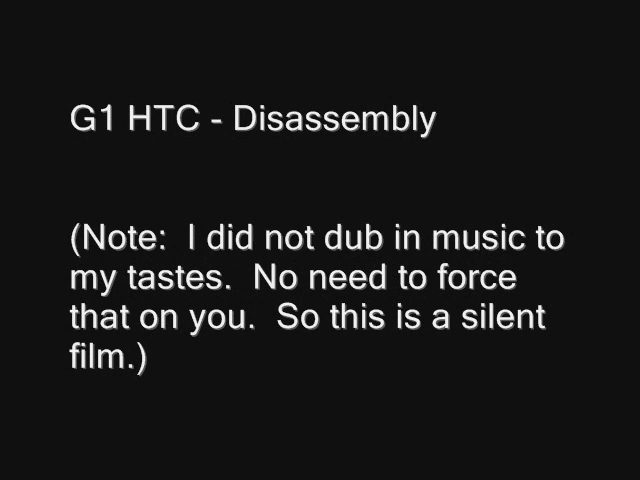 G1 HTC - Disassembly
(Note:  I did not dub in music to
my tastes.  No need to force
that on you.  So this is a silent
film.)